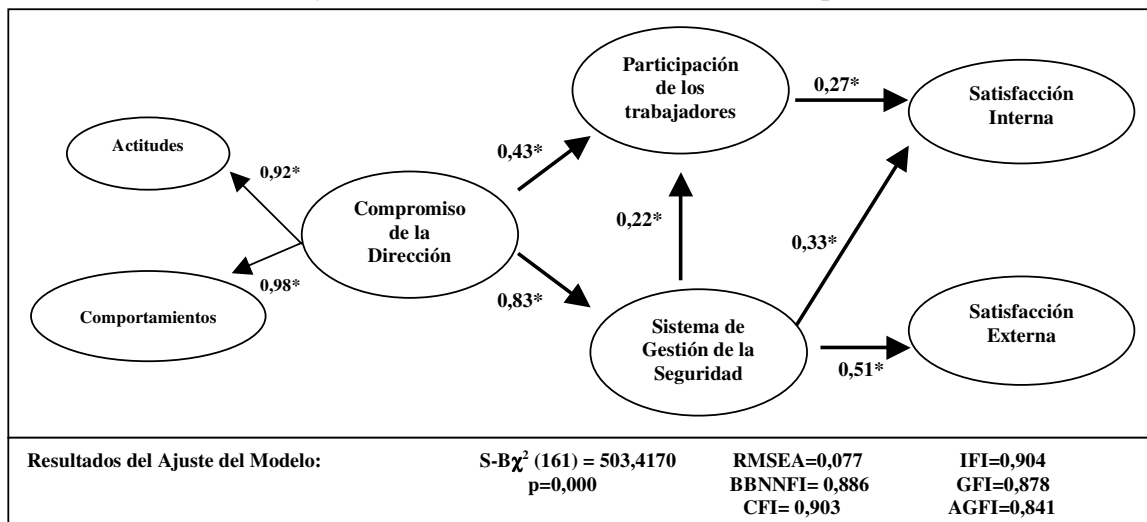 Participación
de los
trabajadores
0,27*
Satisfacción
Interna
Actitudes
0,92*
0,43*
Compromiso
de la
Dirección
0,22*
0,33*
Comportamientos
0,98*
0,83*
Sistema de
Gestión de la
Seguridad
Satisfacción
Externa
0,51*
Resultados del Ajuste del Modelo:
S-Bχ² (161) = 503,4170
p=0,000
RMSEA=0,077
BBNNFI= 0,886
CFI= 0,903
IFI=0,904
GFI=0,878
AGFI=0,841